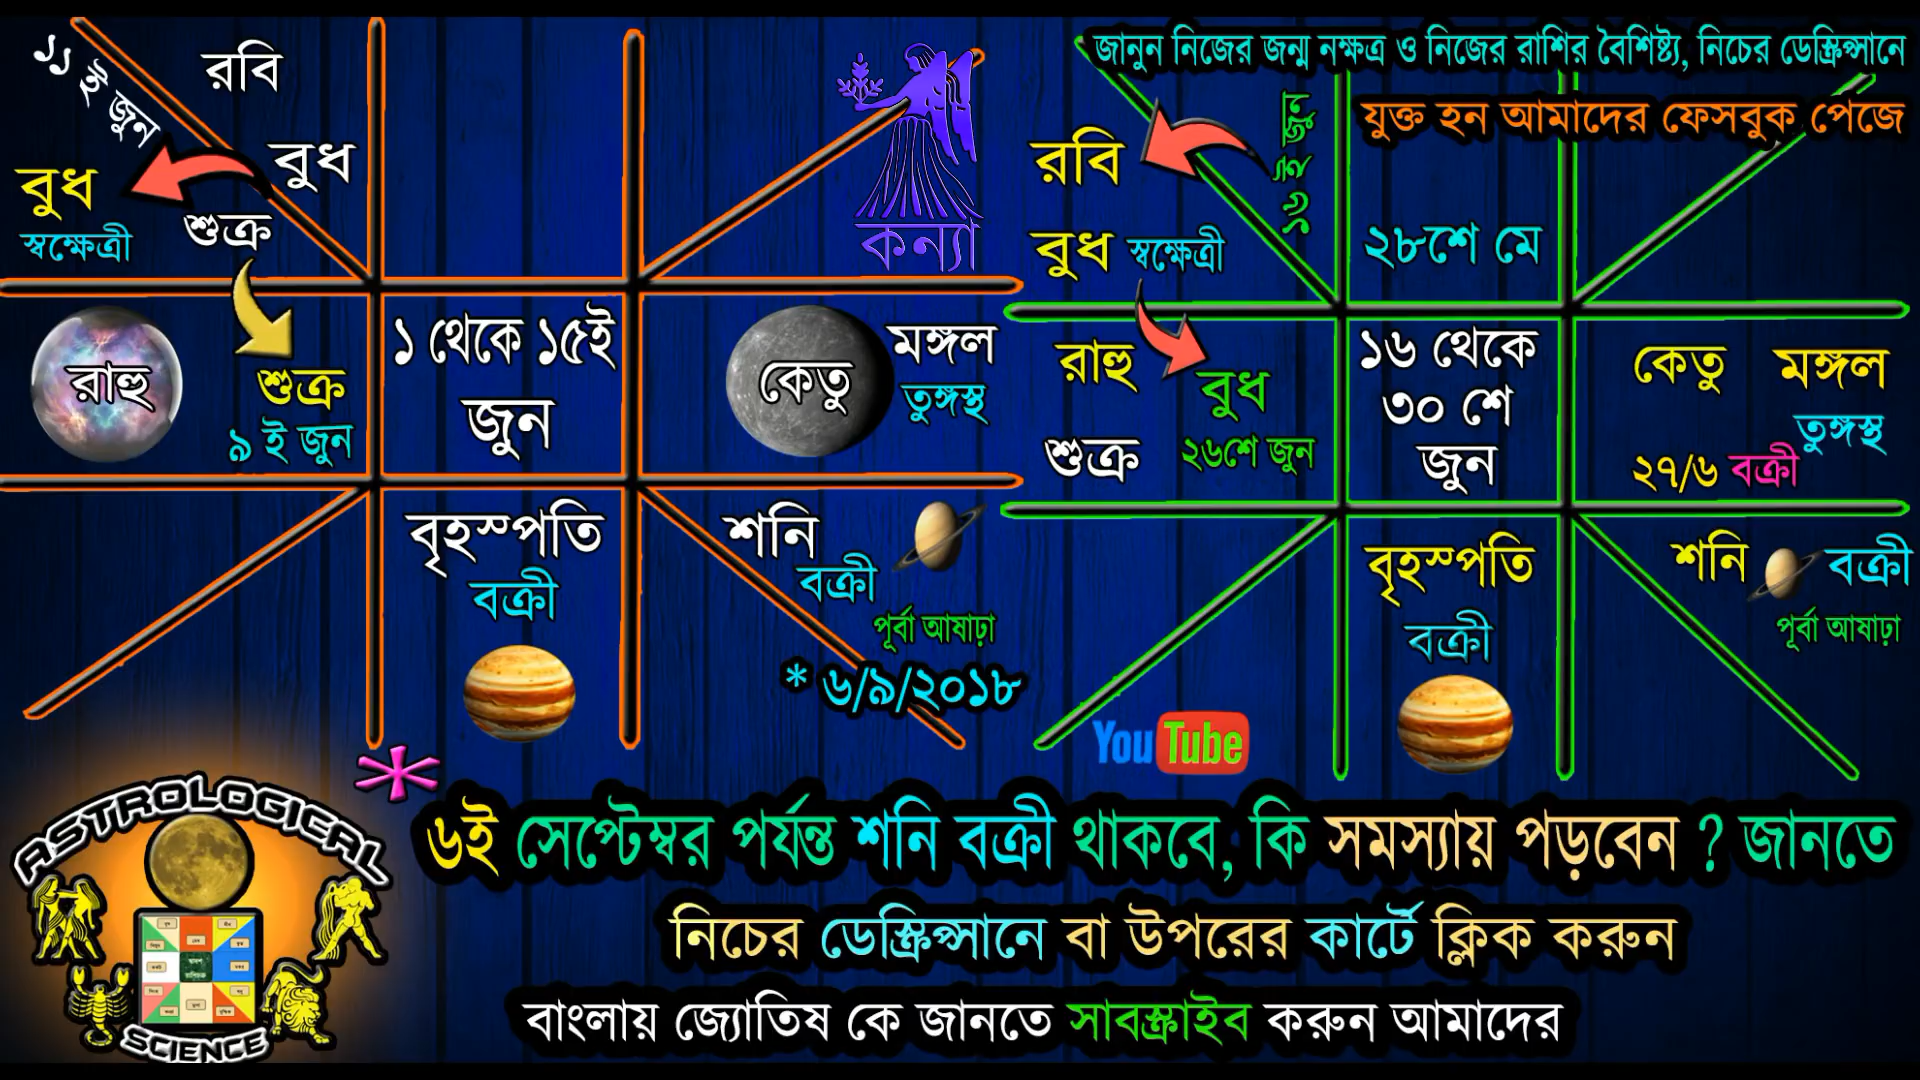 ১১ ই জুন
রবি
বুধ
বুধ
স্বক্ষেত্রী
শুক্র
কন্যা
রাহু
শুক্র
৯ ই জুন
১ থেকে ১৫ই
জুন
কেতু
মঙ্গল
তুঙ্গস্থ
বৃহস্পতি
বক্রী
শনি
বক্রী
পূর্বা আষাঢ়া
* ৬/৯/২০১৮
জানুন নিজের জন্ম নক্ষত্র ও নিজের রাশির বৈশিষ্ট্য, নিচের ডেস্ক্রিপ্সানে
যুক্ত হন আমাদের ফেসবুক পেজে
রবি
১৬ ই জুন
বুধ স্বক্ষেত্রী
২৮শে মে
রাহু
বুধ
শুক্র
২৬শে জুন
১৬ থেকে
৩০ শে
জুন
কেতু মঙ্গল
তুঙ্গস্থ
২৭/৬ বক্রী
বৃহস্পতি
বক্রী
শনি বক্রী
পূর্বা আষাঢ়া
YouTube
* ৬ই সেপ্টেম্বর পর্যন্ত শনি বক্রী থাকবে, কি সমস্যায় পড়বেন ? জানতে
নিচের ডেস্ক্রিপ্সানে বা উপরের কার্টে ক্লিক করুন
বাংলায় জ্যোতিষ কে জানতে সাবস্ক্রাইব করুন আমাদের
ASTROLOGICAL
SCIENCE